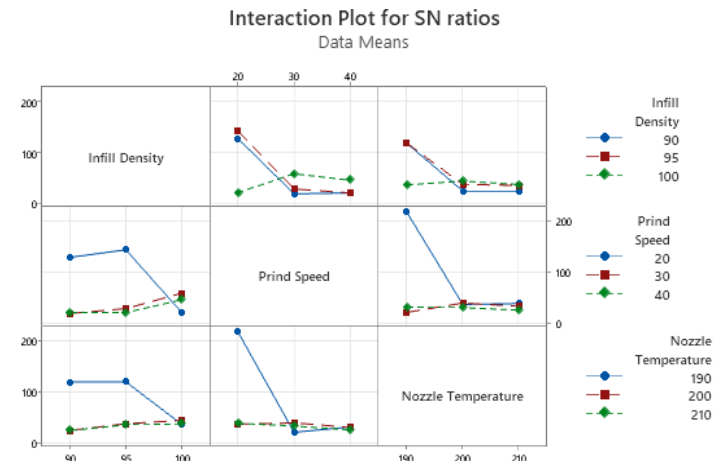 Interaction Plot for SN ratios
Data Means
20 30 40
200
100
0
Infill Density
Infill
Density
90
95
100
Prind Speed
200
100
0
Prind
Speed
20
30
40
200
100
0
Nozzle Temperature
Nozzle
Temperature
190
200
210
90 95 100
190 200 210